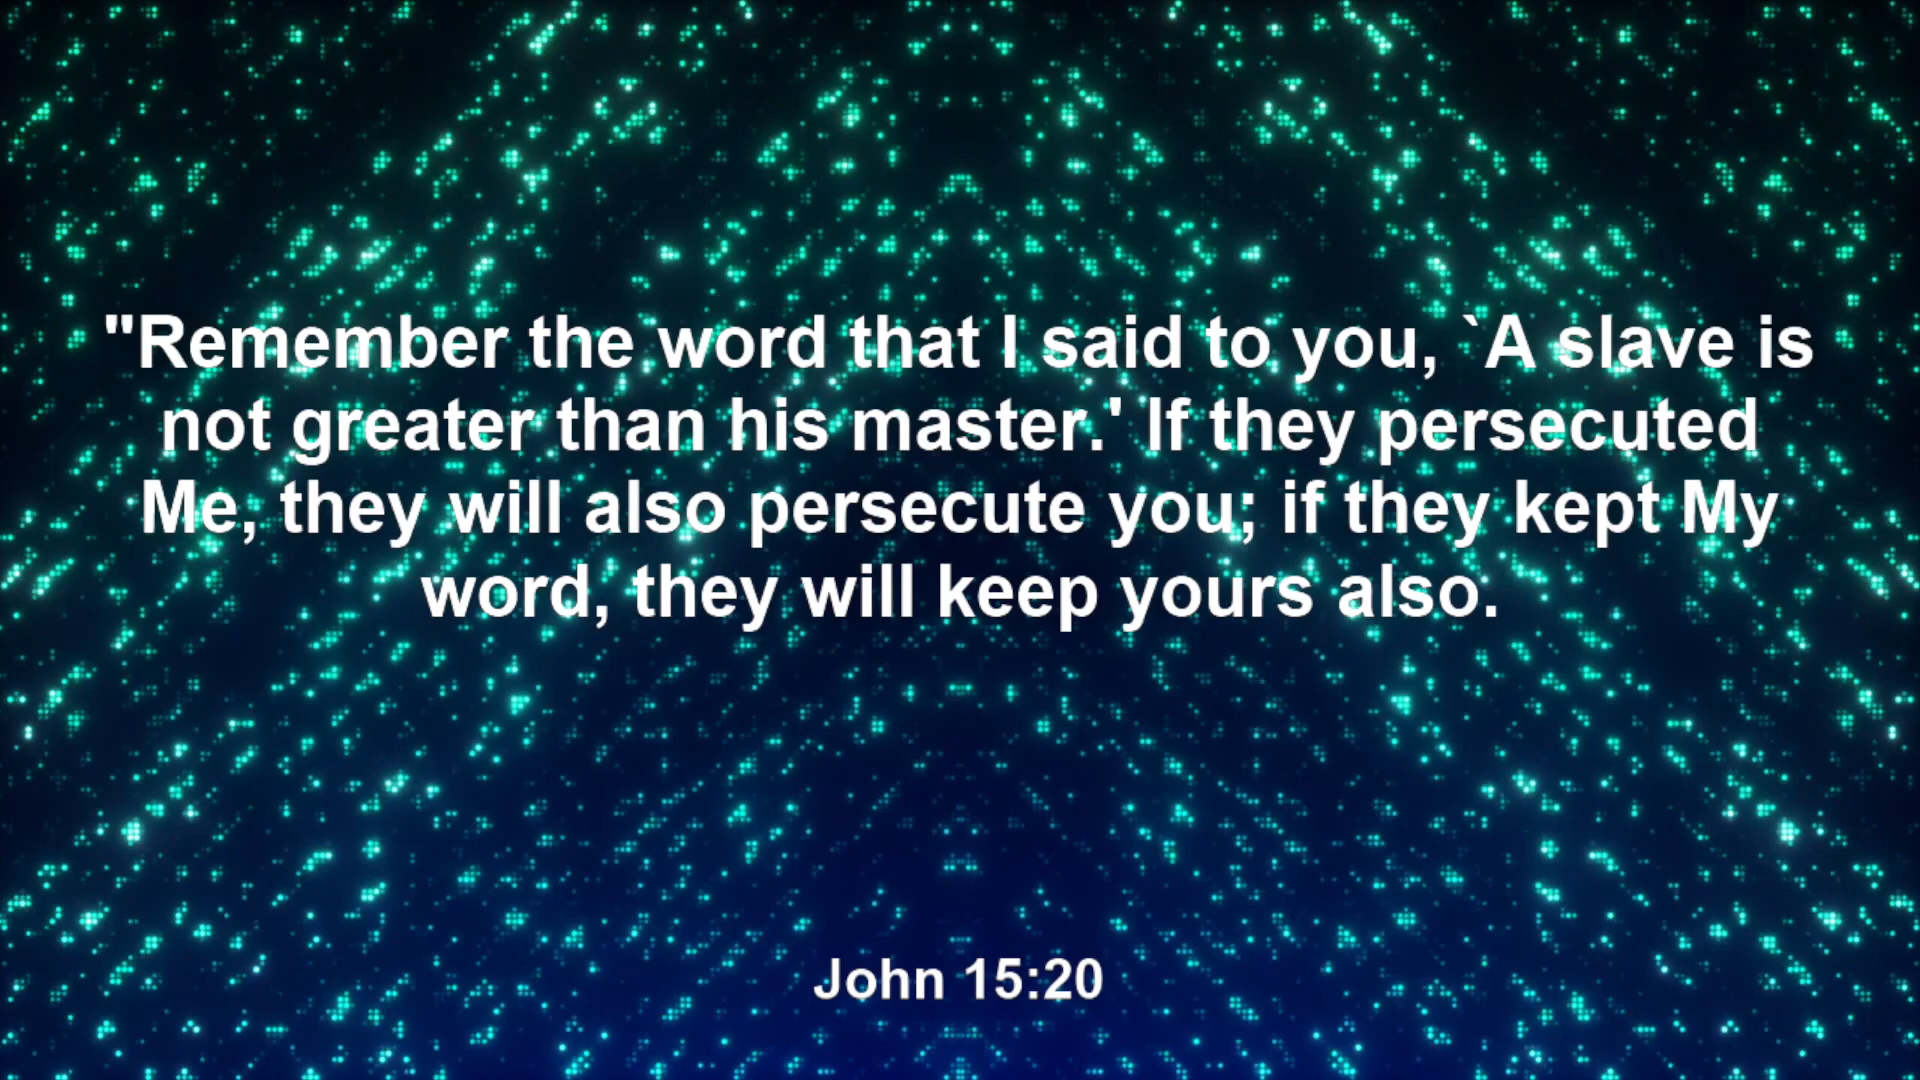 "Remember the word that I said to you, `A slave is
not greater than his master.' If they persecuted
Me, they will also persecute you; if they kept My
word, they will keep yours also.
John 15:20